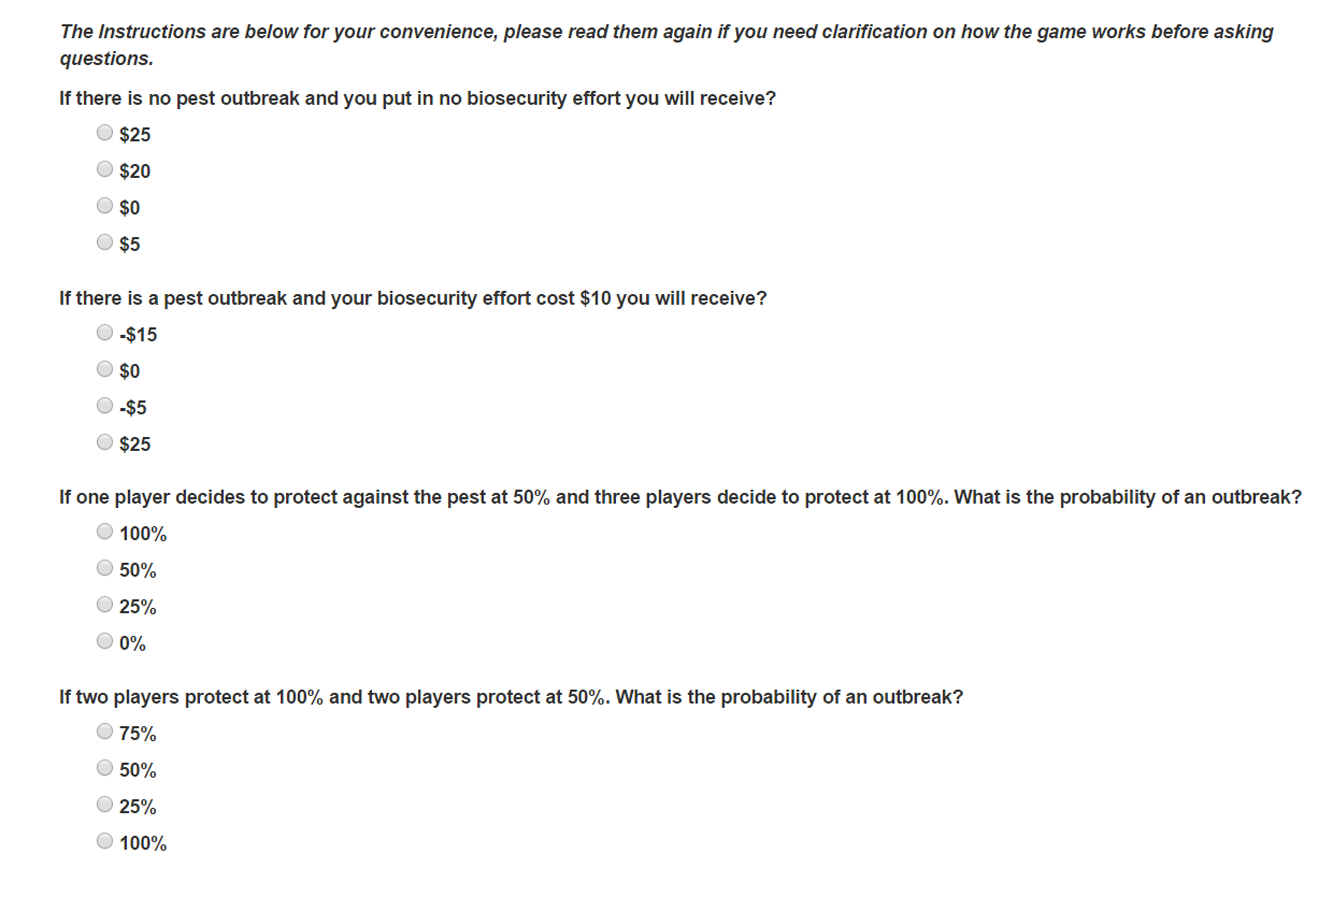 The Instructions are below for your convenience, please read them again if you need clarification on how the game works before asking
questions.
If there is no pest outbreak and you put in no biosecurity effort you will receive?
$25
$20
$0
$5
If there is a pest outbreak and your biosecurity effort cost $10 you will receive?
-$15
$0
-$5
$25
If one player decides to protect against the pest at 50% and three players decide to protect at 100%. What is the probability of an outbreak?
100%
50%
25%
0%
If two players protect at 100% and two players protect at 50%. What is the probability of an outbreak?
75%
50%
25%
100%